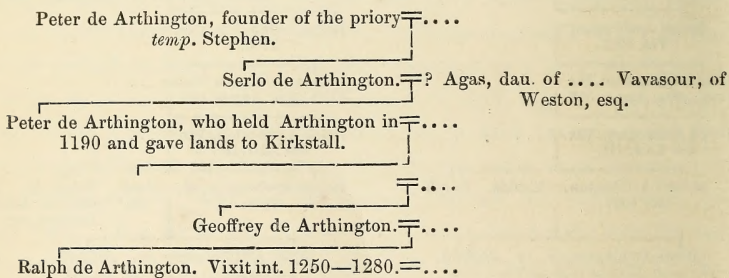 Peter de Arthington, founder of the priory=....
temp. Stephen.
Serlo de Arthington.=? Agas, dau. of .... Vavasour, of
Weston, esq.
Peter de Arthington, who held Arthington in=....
1190 and gave lands to Kirkstall.
=....
Geoffrey de Arthington.=....
Ralph de Arthington. Vixit int. 1250—1280.=....